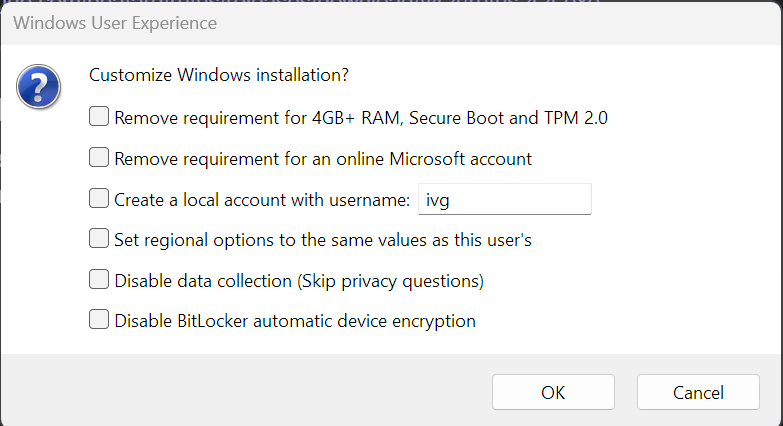 Windows User Experience
Customize Windows installation?
Remove requirement for 4GB+ RAM, Secure Boot and TPM 2.0
Remove requirement for an online Microsoft account
Create a local account with username: ivg
Set regional options to the same values as this user's
Disable data collection (Skip privacy questions)
Disable BitLocker automatic device encryption
OK Cancel